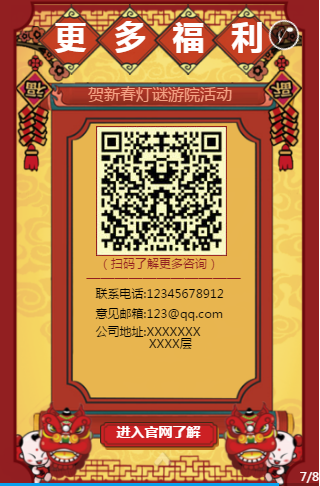 更多福利
贺新春灯谜游院活动
福
福
（扫码了解更多咨询）
联系电话:12345678912
意见邮箱:123@qq.com
公司地址:XXXXXXX
XXXX层
进入官网了解
7/8